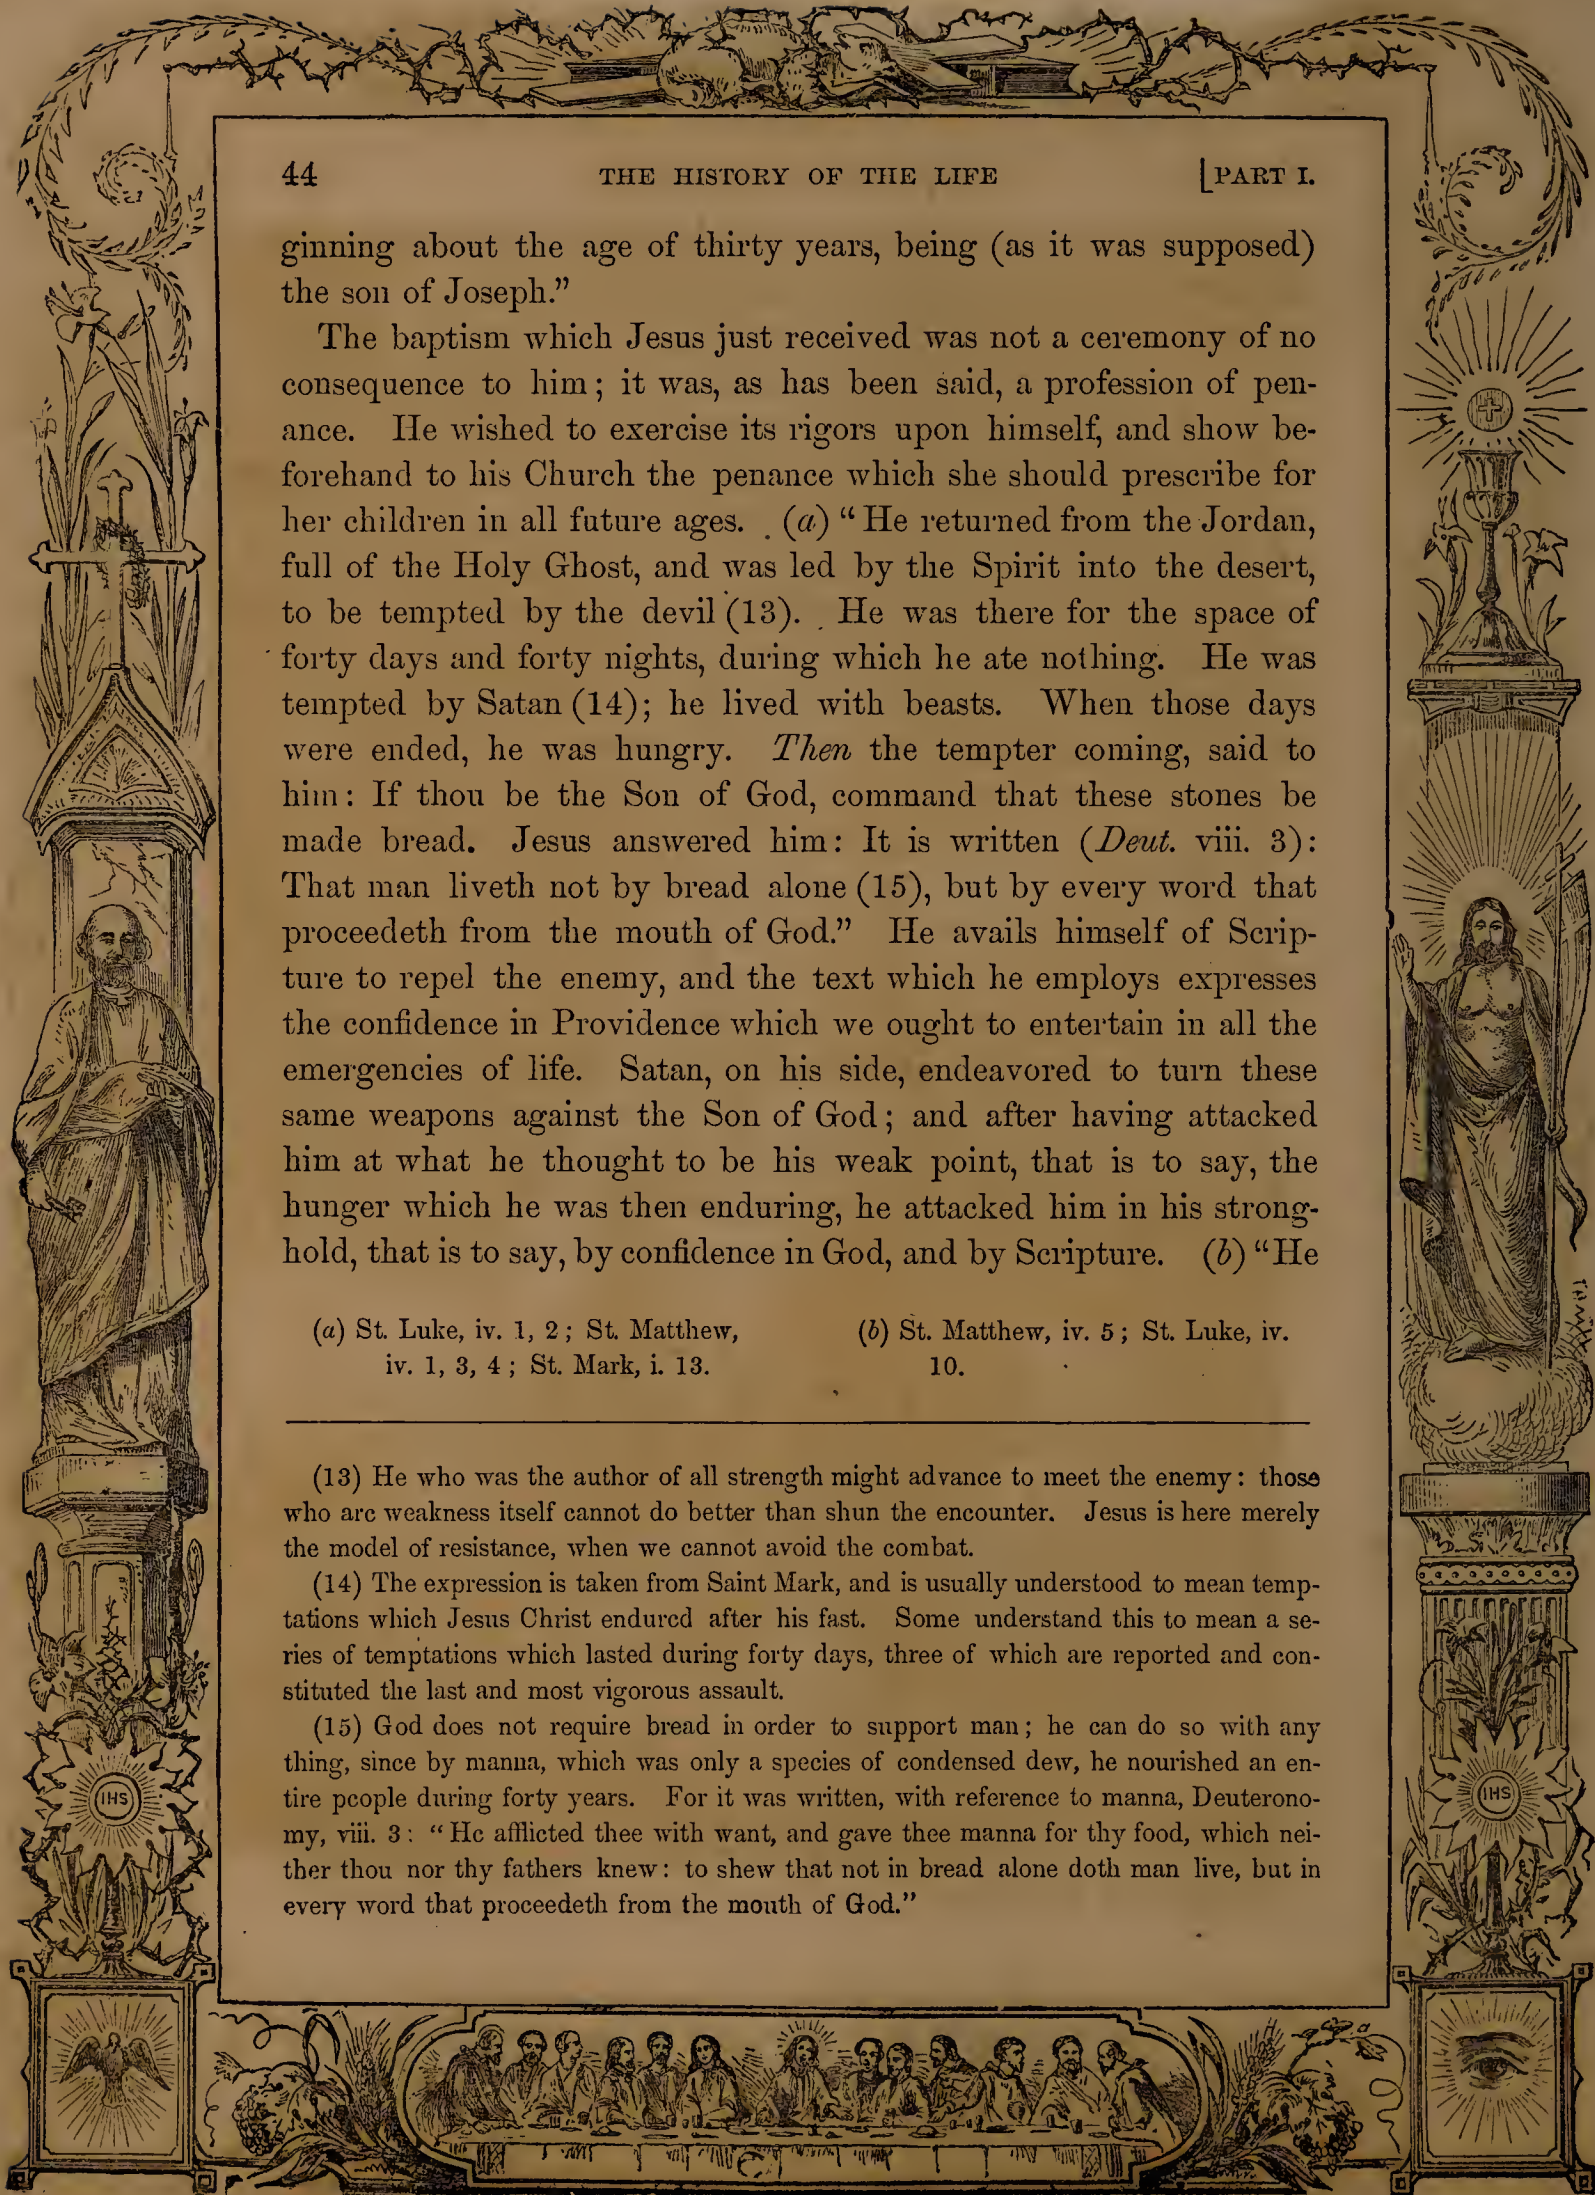 44 THE HISTORY OF THE LIFE [PART I.
ginning about the age of thirty years, being (as it was supposed)
the son of Joseph.”
The baptism which Jesus just received was not a ceremony of no
consequence to him; it was, as has been said, a profession of pen-
ance. He wished to exercise its rigors upon himself, and show be-
forehand to his Church the penance which she should prescribe for
her children in all future ages. (a) “He returned from the Jordan,
full of the Holy Ghost, and was led by the Spirit into the desert,
to be tempted by the devil (13). He was there for the space of
forty days and forty nights, during which he ate nothing. He was
tempted by Satan (14); he lived with beasts. When those days
were ended, he was hungry. Then the tempter coming, said to
him: If thou be the Son of God, command that these stones be
made bread. Jesus answered him: It is written (Deut. viii. 3):
That man liveth not by bread alone (15), but by every word that
proceedeth from the mouth of God.” He avails himself of Scrip-
ture to repel the enemy, and the text which he employs expresses
the confidence in Providence which we ought to entertain in all the
emergencies of life. Satan, on his side, endeavored to turn these
same weapons against the Son of God; and after having attacked
him at what he thought to be his weak point, that is to say, the
hunger which he was then enduring, he attacked him in his strong-
hold, that is to say, by confidence in God, and by Scripture. (b) “He
(a) St. Luke, iv. 1, 2; St. Matthew,
iv. 1, 3, 4; St. Mark, i. 13.
(b) St. Matthew, iv. 5; St. Luke, iv.
10.
(13) He who was the author of all strength might advance to meet the enemy: those
who are weakness itself cannot do better than shun the encounter. Jesus is here merely
the model of resistance, when we cannot avoid the combat.
(14) The expression is taken from Saint Mark, and is usually understood to mean temp-
tations which Jesus Christ endured after his fast. Some understand this to mean a se-
ries of temptations which lasted during forty days, three of which are reported and con-
stituted the last and most vigorous assault.
(15) God does not require bread in order to support man; he can do so with any
thing, since by manna, which was only a species of condensed dew, he nourished an en-
tire people during forty years. For it was written, with reference to manna, Deuterono-
my, viii. 3: “He afflicted thee with want, and gave thee manna for thy food, which nei-
ther thou nor thy fathers knew: to shew that not in bread alone doth man live, but in
every word that proceedeth from the mouth of God.”
IHS
IHS